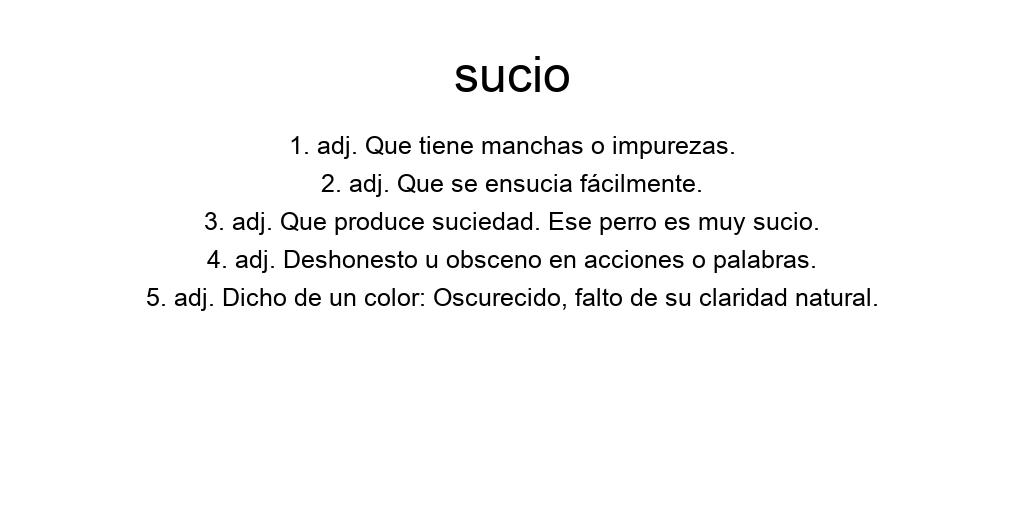 sucio
1. adj. Que tiene manchas o impurezas.
2. adj. Que se ensucia fácilmente.
3. adj. Que produce suciedad. Ese perro es muy sucio.
4. adj. Deshonesto u obsceno en acciones o palabras.
5. adj. Dicho de un color: Oscurecido, falto de su claridad natural.